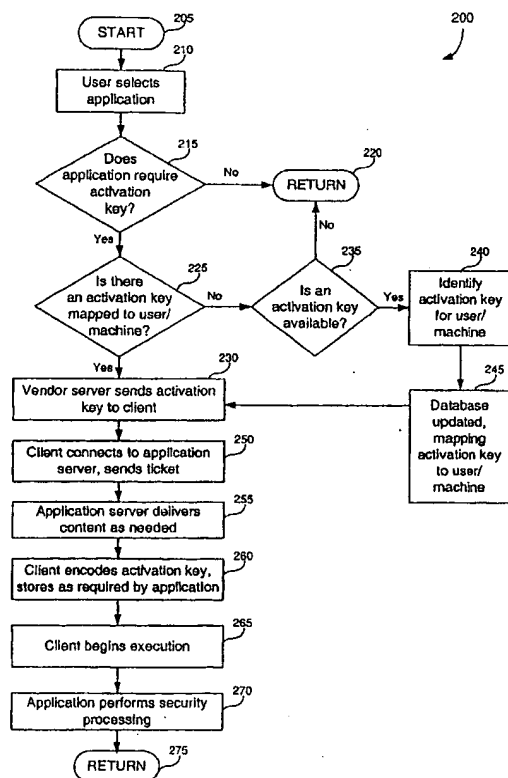 START
205
200
210
User selects
application
215
Does
application require
activation
key?
No
220
RETURN
Yes
No
225
Is there
an activation key
mapped to user/
machine?
No
235
Is an
activation key
available?
Yes
240
Identify
activation key
for user/
machine
Yes
230
Vendor server sends activation
key to client
245
Database
updated,
mapping
activation key
to user/
machine
250
Client connects to application
server, sends ticket
255
Application server delivers
content as needed
260
Client encodes activation key,
stores as required by application
265
Client begins execution
270
Application performs security
processing
RETURN
275